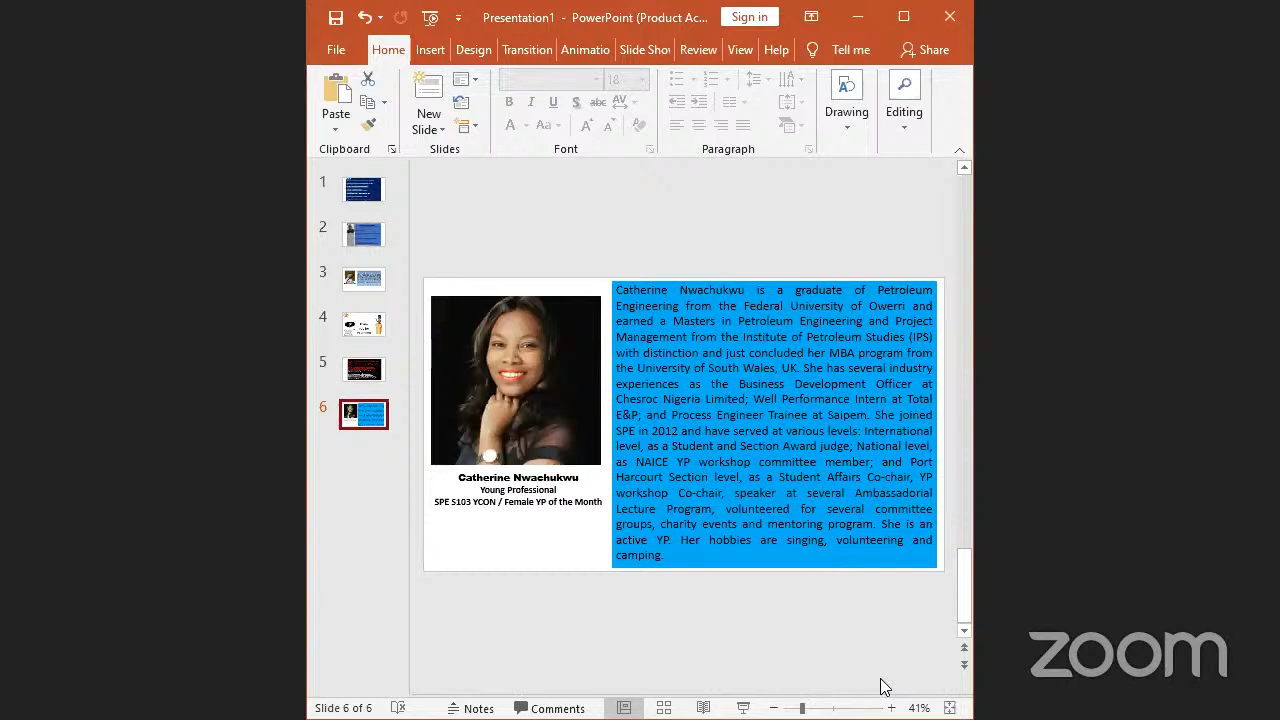 Presentation1 - PowerPoint (Product Ac...
Sign in
File Home Insert Design Transition Animatio Slide Shov Review View Help Tell me Share
18
Paste
New
Slide
Drawing
Editing
Clipboard
Slides
Font
Paragraph
1
2
3
4
5
6
Catherine Nwachukwu
Young Professional
SPE S103 YCON / Female YP of the Month
Catherine Nwachukwu is a graduate of Petroleum
Engineering from the Federal University of Owerri and
earned a Masters in Petroleum Engineering and Project
Management from the Institute of Petroleum Studies (IPS)
with distinction and just concluded her MBA program from
the University of South Wales, UK. She has several industry
experiences as the Business Development Officer at
Chesroc Nigeria Limited; Well Performance Intern at Total
E&P; and Process Engineer Trainee at Saipem. She joined
SPE in 2012 and have served at various levels: International
level, as a Student and Section Award judge; National level,
as NAICE YP workshop committee member; and Port
Harcourt Section level, as a Student Affairs Co-chair, YP
workshop Co-chair, speaker at several Ambassadorial
Lecture Program, volunteered for several committee
groups, charity events and mentoring program. She is an
active YP. Her hobbies are singing, volunteering and
camping.
zoom
Slide 6 of 6
Notes
Comments
41%